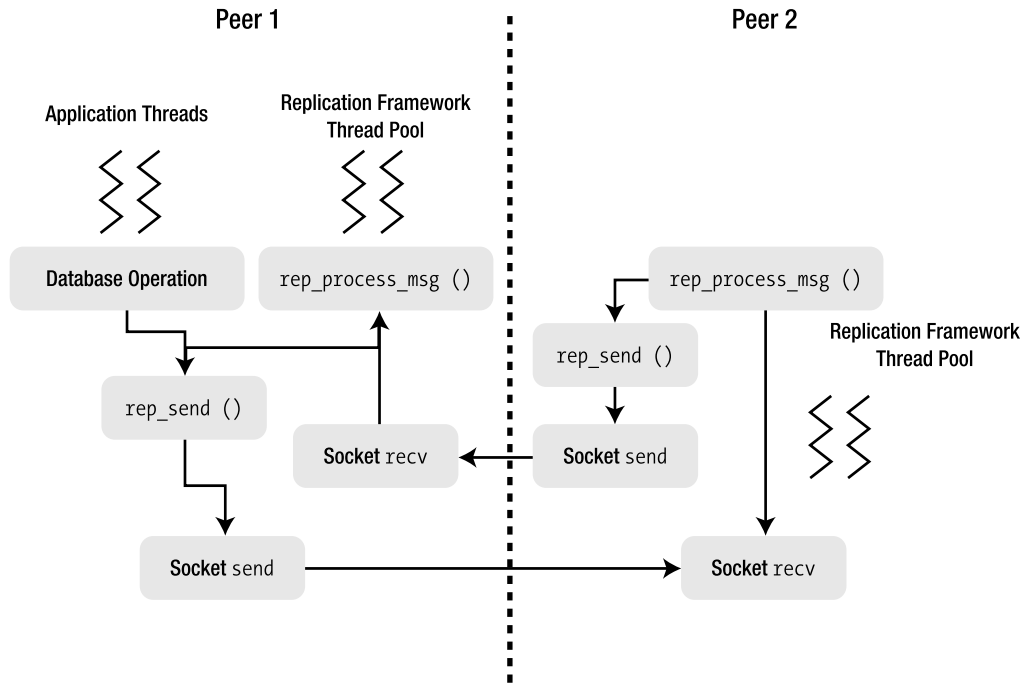 Peer 1
Peer 2
Application Threads
Replication Framework
Thread Pool
Database Operation
rep_process_msg ()
rep_process_msg ()
Replication Framework
Thread Pool
rep_send ()
rep_send ()
Socket recv
Socket send
Socket send
Socket recv